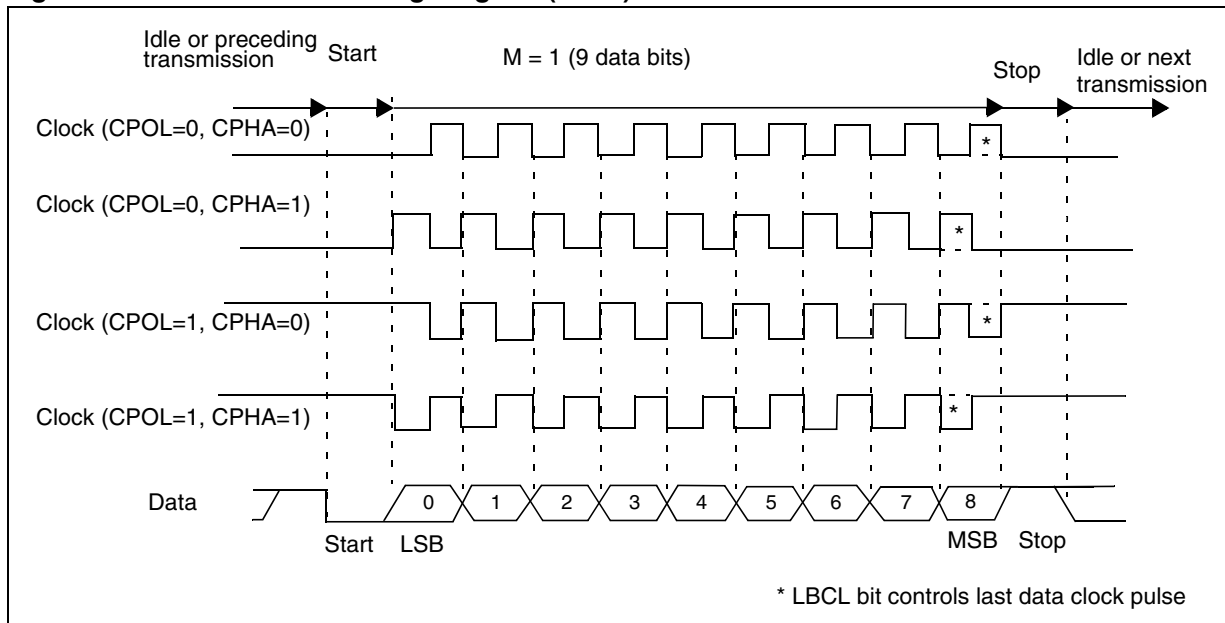 Idle or preceding
transmission
Start
M = 1 (9 data bits)
Stop
Idle or next
transmission
Clock (CPOL=0, CPHA=0)
*
Clock (CPOL=0, CPHA=1)
*
Clock (CPOL=1, CPHA=0)
*
Clock (CPOL=1, CPHA=1)
*
Data
0 1 2 3 4 5 6 7 8
Start LSB MSB Stop
* LBCL bit controls last data clock pulse